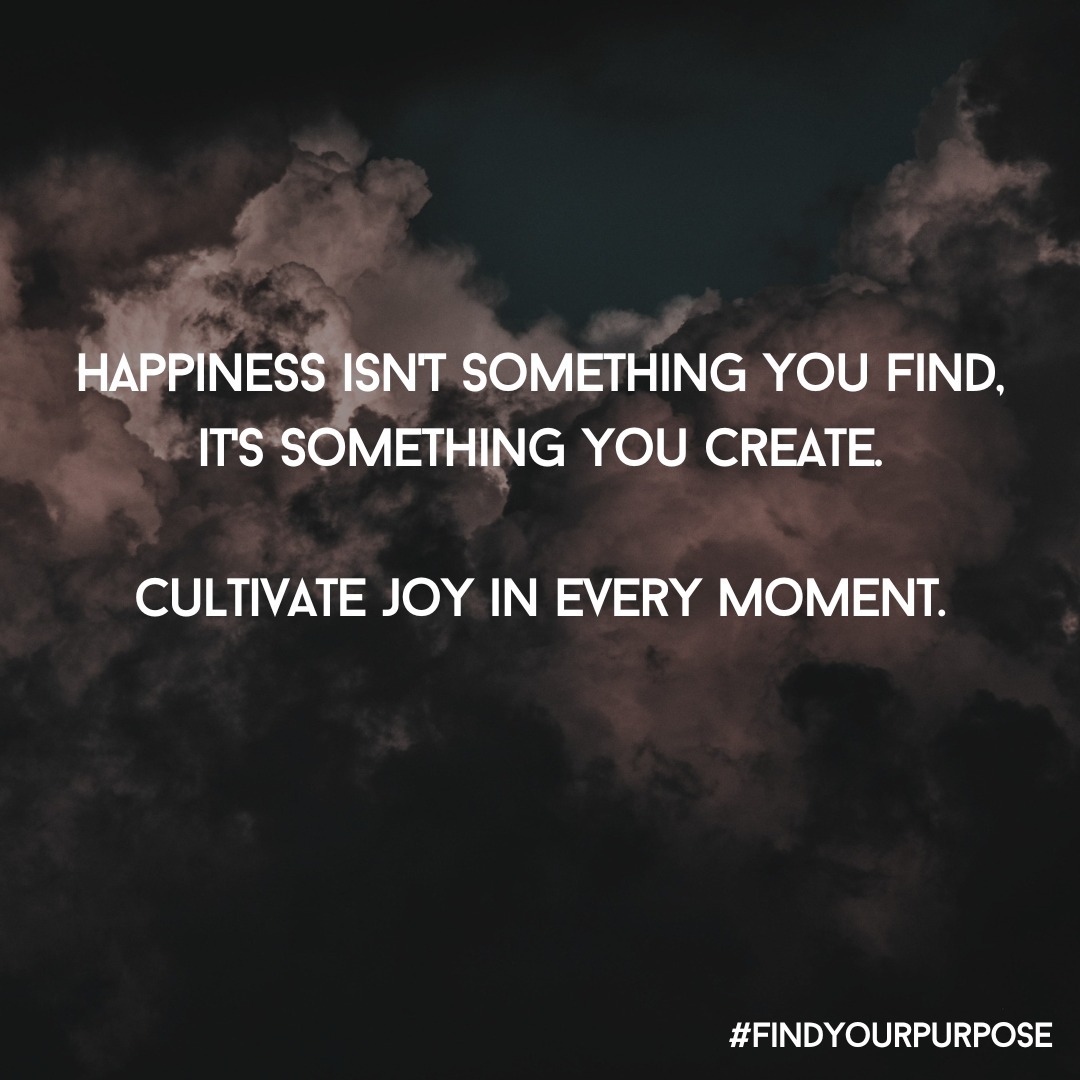 HAPPINESS ISN'T SOMETHING YOU FIND,
IT'S SOMETHING YOU CREATE.
CULTIVATE JOY IN EVERY MOMENT.
#FINDYOURPURPOSE